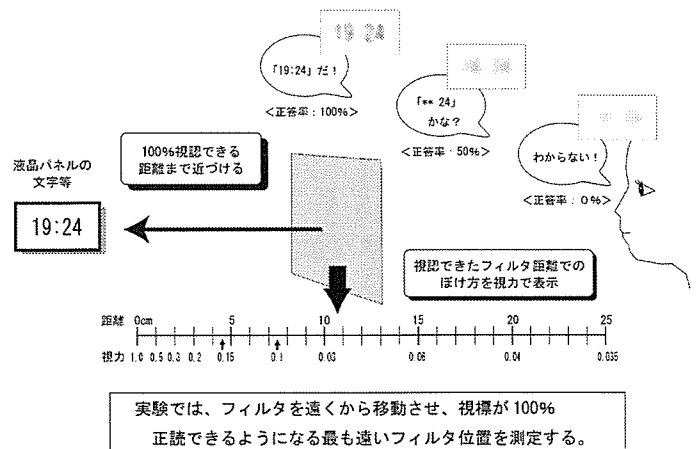 19 24
「19:24」だ！
<正答率：100%>
「** 24」
かな？
<正答率・50%>
わからない！
<正答率：0%>
100%視認できる
距離まで近づける
液晶パネルの
文字等
19:24
視認できたフィルタ距離での
ぼけ方を視力で表示
距離 0cm 5 10 15 20 25
視力 1.0 0.5 0.3 0.2 0.15 0.1 0.06 0.04 0.035
実験では、フィルタを遠くから移動させ、視標が 100%
正読できるようになる最も遠いフィルタ位置を測定する。